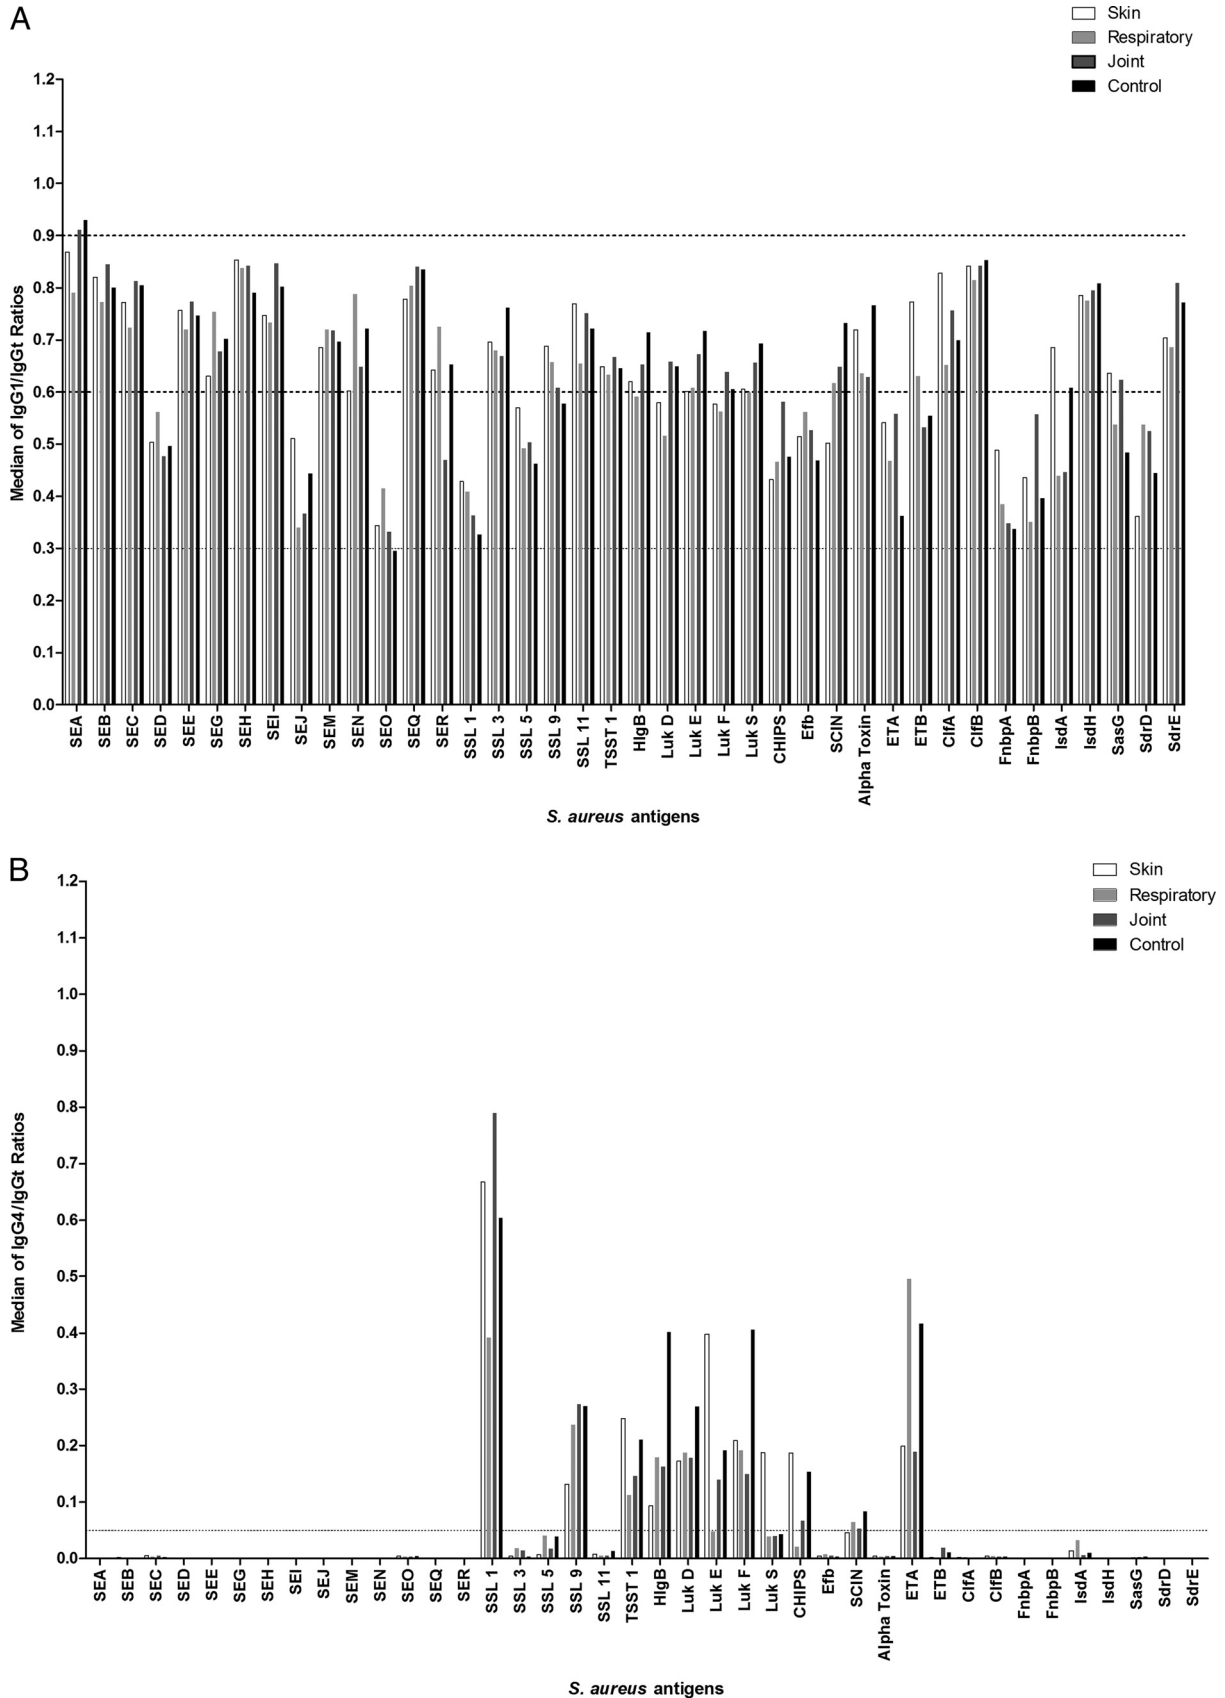 A
Skin
Respiratory
Joint
Control
1.2
1.1
1.0
0.9
0.8
0.7
0.6
0.5
0.4
0.3
0.2
0.1
0.0
Median of IgG1/IgGt Ratios
SEA SEB SEC SED SEE SEG SEH SEI SEJ SEM SEN SEO SEQ SER SSL 1 SSL 3 SSL 5 SSL 9 SSL 11 TSST 1 HlgB Luk D Luk E Luk F Luk S CHIPS Efb SCIN Alpha Toxin ETA ETB ClfA ClfB FnbpA FnbpB IsdA IsdH SasG SdrD SdrE
S. aureus antigens
B
Skin
Respiratory
Joint
Control
1.2
1.1
1.0
0.9
0.8
0.7
0.6
0.5
0.4
0.3
0.2
0.1
0.0
Median of IgG4/IgGt Ratios
SEA SEB SEC SED SEE SEG SEH SEI SEJ SEM SEN SEO SEQ SER SSL 1 SSL 3 SSL 5 SSL 9 SSL 11 TSST 1 HlgB Luk D Luk E Luk F Luk S CHIPS Efb SCIN Alpha Toxin ETA ETB ClfA ClfB FnbpA FnbpB IsdA IsdH SasG SdrD SdrE
S. aureus antigens